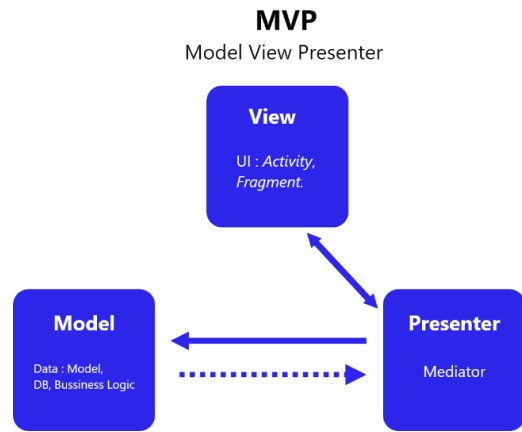 MVP
Model View Presenter
View
UI : Activity,
Fragment.
Model
Data : Model,
DB, Bussiness Logic
Presenter
Mediator